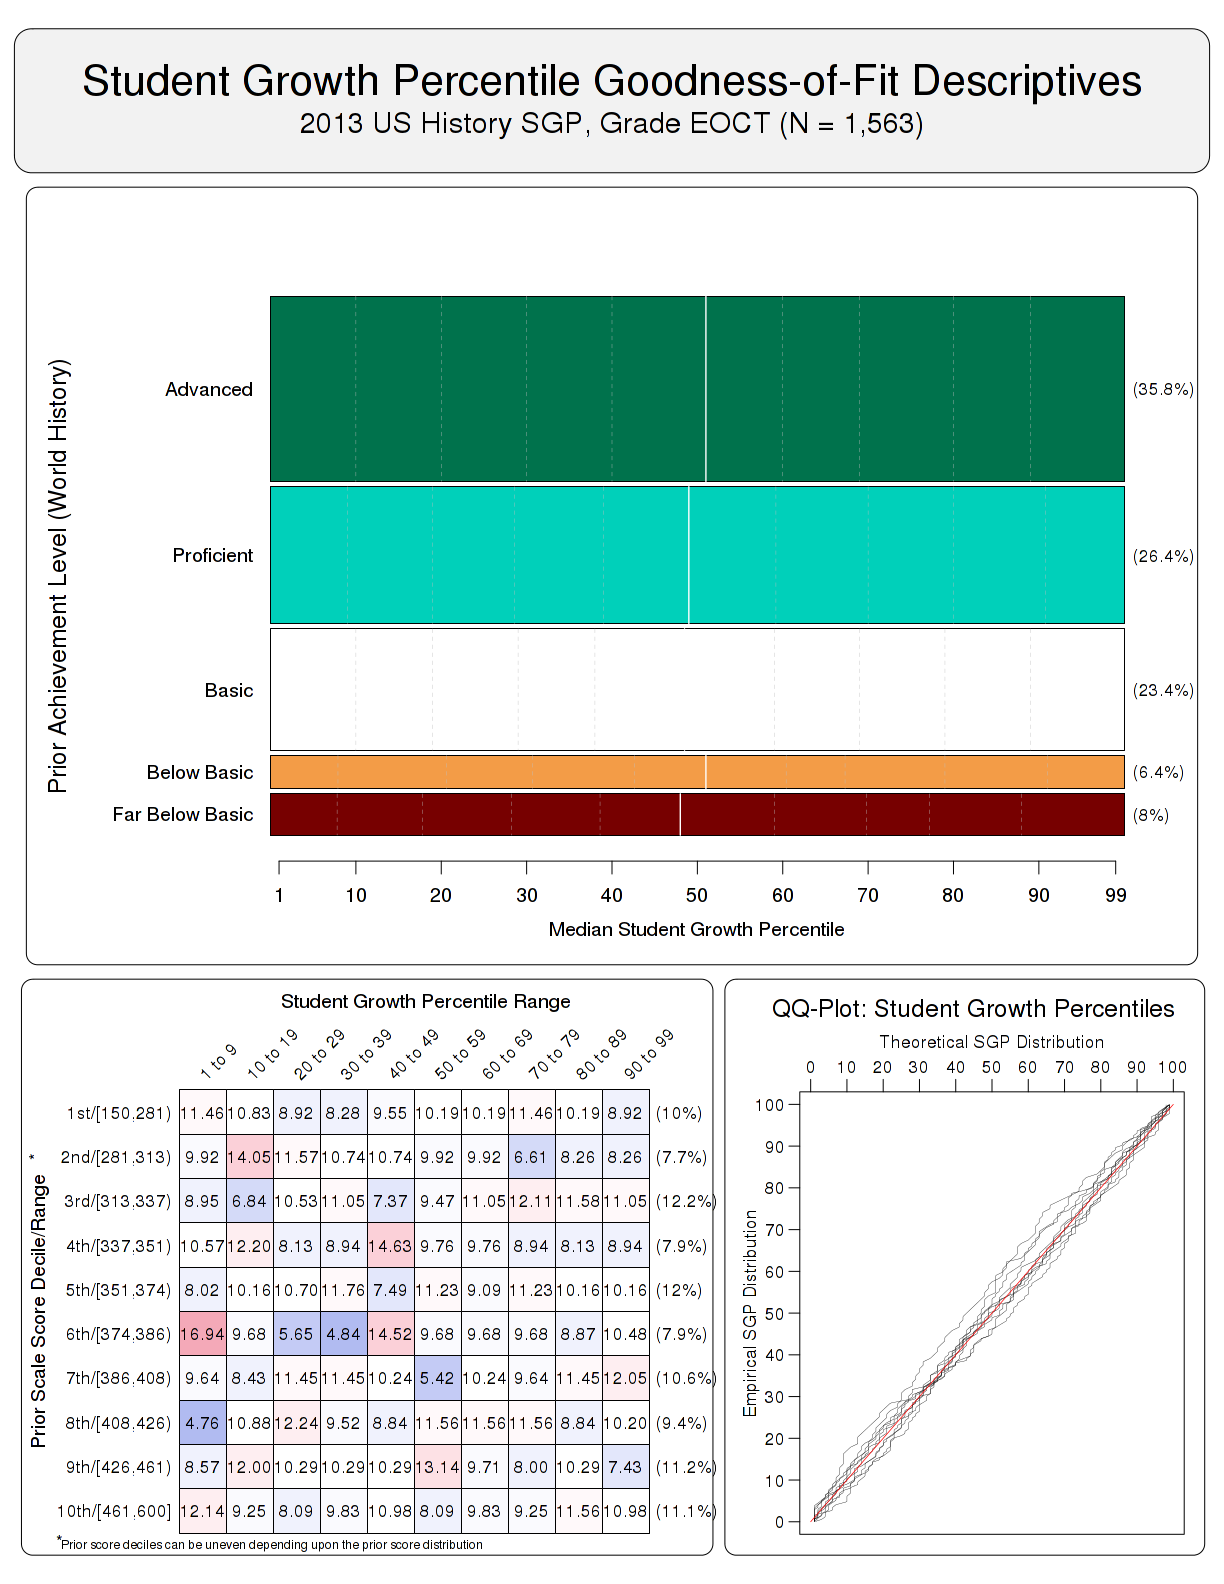 Student Growth Percentile Goodness-of-Fit Descriptives
2013 US History SGP, Grade EOCT (N = 1,563)
Prior Achievement Level (World History)
Advanced (35.8%)
Proficient (26.4%)
Basic (23.4%)
Below Basic (6.4%)
Far Below Basic (8%)
1 10 20 30 40 50 60 70 80 90 99
Median Student Growth Percentile
Student Growth Percentile Range
1 to 9 10 to 19 20 to 29 30 to 39 40 to 49 50 to 59 60 to 69 70 to 79 80 to 89 90 to 99
Prior Scale Score Decile/Range *
1st/[150,281) 11.46 10.83 8.92 8.28 9.55 10.19 10.19 11.46 10.19 8.92 (10%)
2nd/[281,313) 9.92 14.05 11.57 10.74 10.74 9.92 9.92 6.61 8.26 8.26 (7.7%)
3rd/[313,337) 8.95 6.84 10.53 11.05 7.37 9.47 11.05 12.11 11.58 11.05 (12.2%)
4th/[337,351) 10.57 12.20 8.13 8.94 14.63 9.76 9.76 8.94 8.13 8.94 (7.9%)
5th/[351,374) 8.02 10.16 10.70 11.76 7.49 11.23 9.09 11.23 10.16 10.16 (12%)
6th/[374,386) 16.94 9.68 5.65 4.84 14.52 9.68 9.68 9.68 8.87 10.48 (7.9%)
7th/[386,408) 9.64 8.43 11.45 11.45 10.24 5.42 10.24 9.64 11.45 12.05 (10.6%)
8th/[408,426) 4.76 10.88 12.24 9.52 8.84 11.56 11.56 11.56 8.84 10.20 (9.4%)
9th/[426,461) 8.57 12.00 10.29 10.29 10.29 13.14 9.71 8.00 10.29 7.43 (11.2%)
10th/[461,600] 12.14 9.25 8.09 9.83 10.98 8.09 9.83 9.25 11.56 10.98 (11.1%)
*Prior score deciles can be uneven depending upon the prior score distribution
QQ-Plot: Student Growth Percentiles
Theoretical SGP Distribution
0 10 20 30 40 50 60 70 80 90 100
Empirical SGP Distribution
100
90
80
70
60
50
40
30
20
10
0